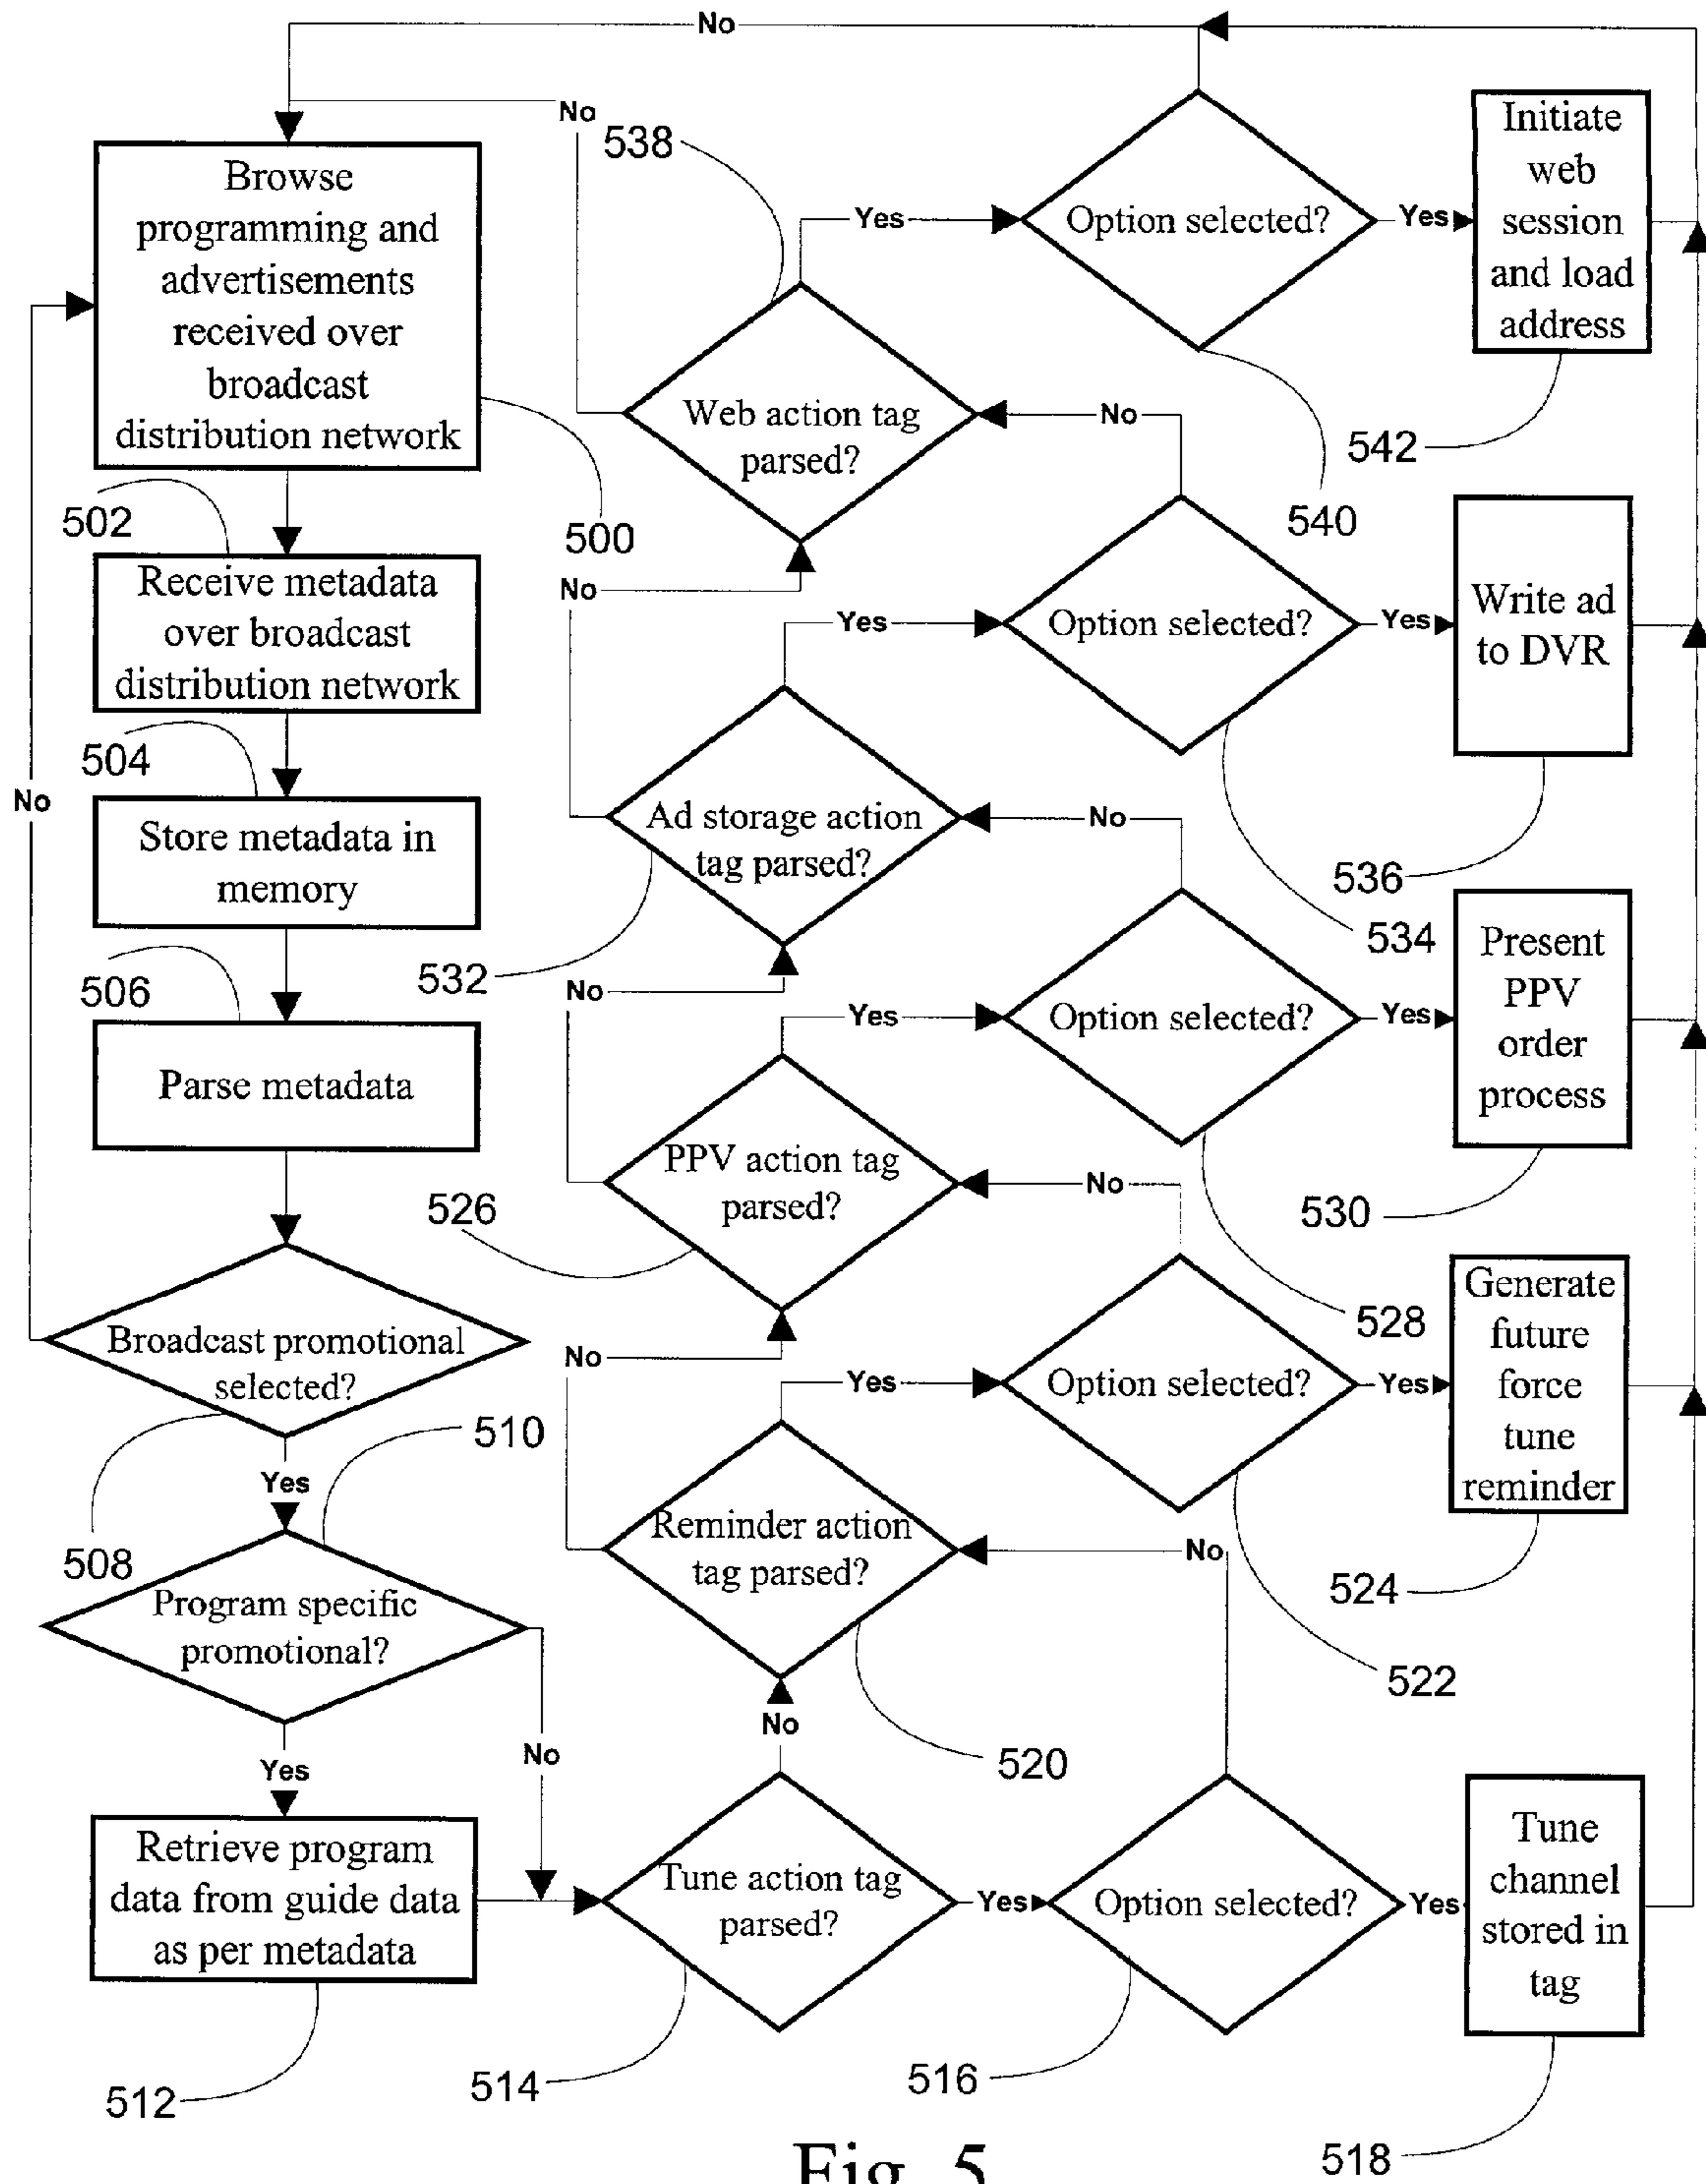 No
No
538
Browse
programming and
advertisements
received over
broadcast
distribution network
Yes
Option selected?
Yes
Initiate
web
session
and load
address
Web action tag
parsed?
No
542
540
502
500
Receive metadata
over broadcast
distribution network
No
Yes
Option selected?
Yes
Write ad
to DVR
504
No
Store metadata in
memory
Ad storage action
tag parsed?
No
536
534
532
506
No
Yes
Option selected?
Yes
Present
PPV
order
process
Parse metadata
PPV action tag
parsed?
No
526
530
528
Broadcast promotional
selected?
No
Yes
Option selected?
Yes
Generate
future
force
tune
reminder
510
Yes
508
Reminder action
tag parsed?
No
524
522
Program specific
promotional?
No
520
Yes
No
Retrieve program
data from guide data
as per metadata
Tune action tag
parsed?
Yes
Option selected?
Yes
Tune
channel
stored in
tag
512
514
516
518
Fig. 5